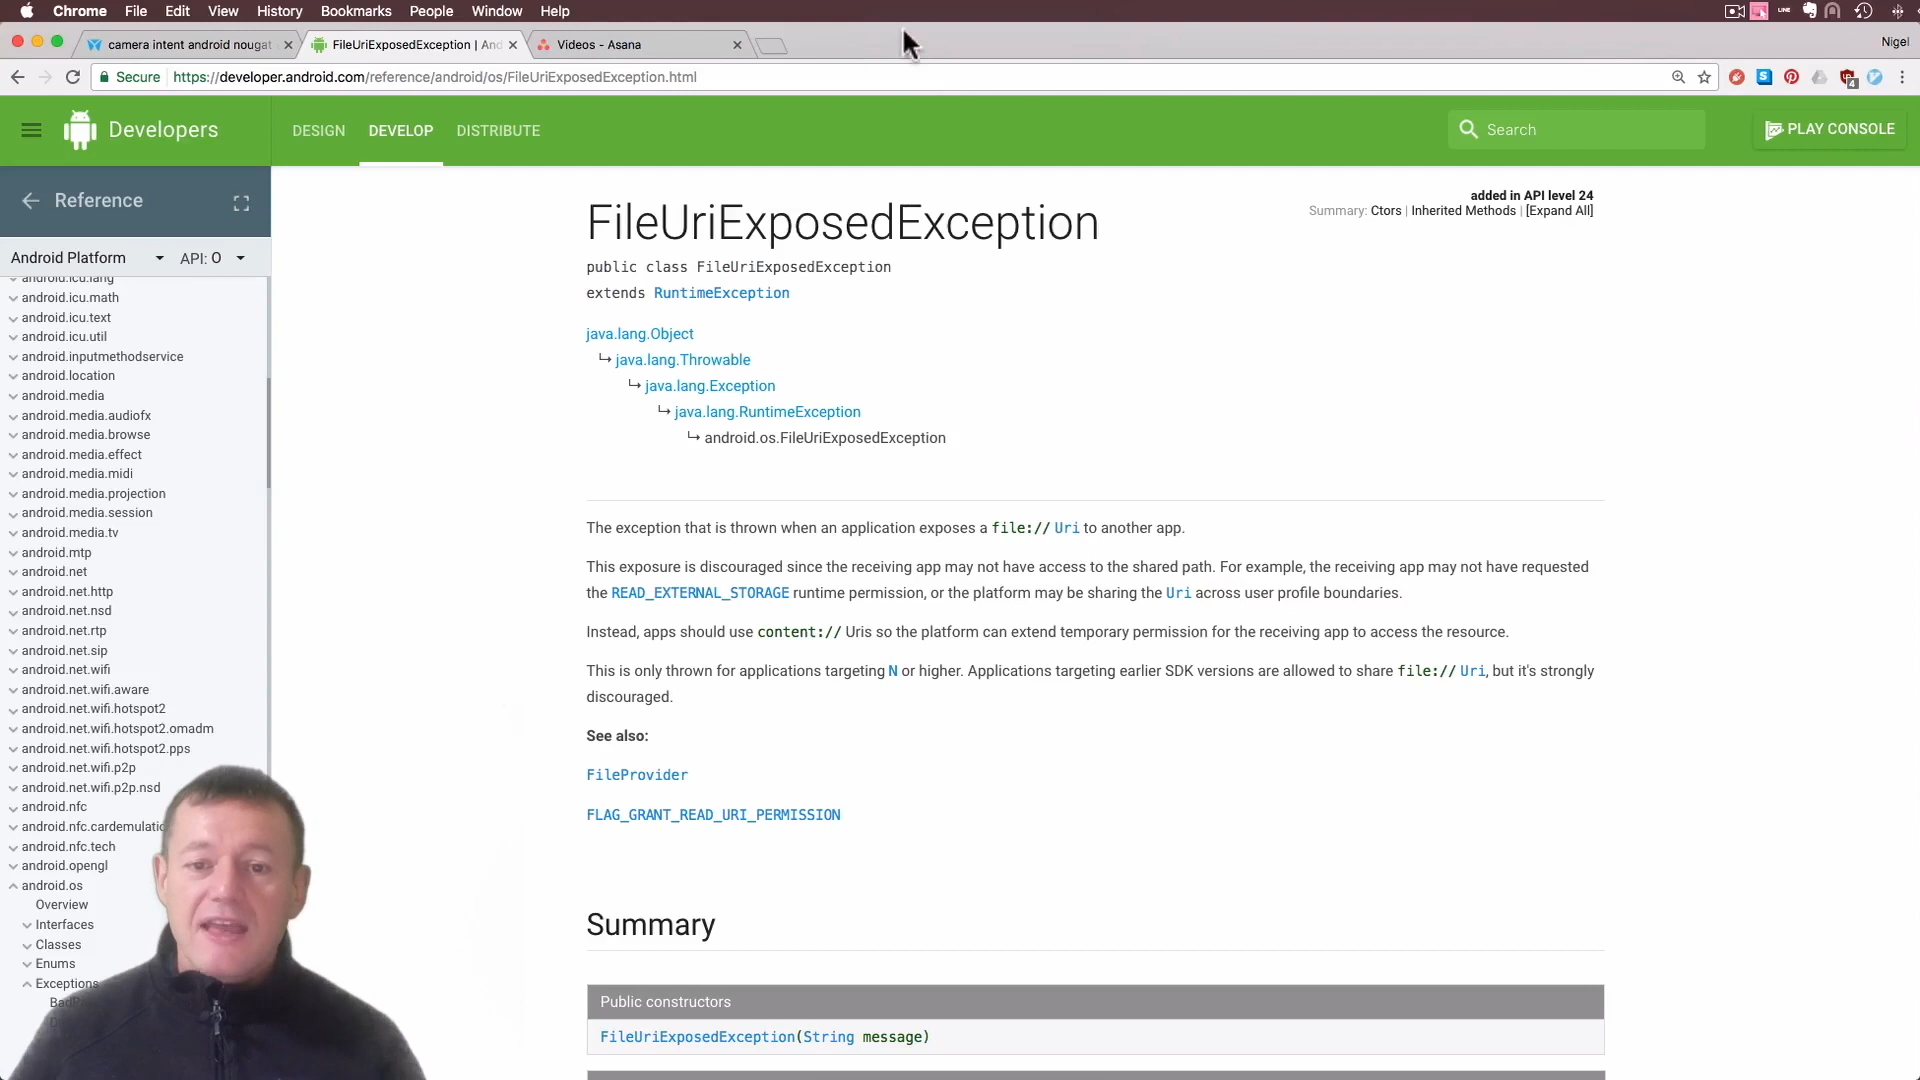 Chrome File Edit View History Bookmarks People Window Help
camera intent android nougat
FileUriExposedException | And
Videos - Asana
Nigel
Secure https://developer.android.com/reference/android/os/FileUriExposedException.html
Developers
DESIGN DEVELOP DISTRIBUTE
Search
PLAY CONSOLE
Reference
Android Platform API: O
android.icu.lang
android.icu.math
android.icu.text
android.icu.util
android.inputmethodservice
android.location
android.media
android.media.audiofx
android.media.browse
android.media.effect
android.media.midi
android.media.projection
android.media.session
android.media.tv
android.mtp
android.net
android.net.http
android.net.nsd
android.net.rtp
android.net.sip
android.net.wifi
android.net.wifi.aware
android.net.wifi.hotspot2
android.net.wifi.hotspot2.omadm
android.net.wifi.hotspot2.pps
android.net.wifi.p2p
android.net.wifi.p2p.nsd
android.nfc
android.nfc.cardemulatio
android.nfc.tech
android.opengl
android.os
Overview
Interfaces
Classes
Enums
Exceptions
added in API level 24
Summary: Ctors | Inherited Methods | [Expand All]
FileUriExposedException
public class FileUriExposedException
extends RuntimeException
java.lang.Object
↳ java.lang.Throwable
↳ java.lang.Exception
↳ java.lang.RuntimeException
↳ android.os.FileUriExposedException
The exception that is thrown when an application exposes a file:// Uri to another app.
This exposure is discouraged since the receiving app may not have access to the shared path. For example, the receiving app may not have requested
the READ_EXTERNAL_STORAGE runtime permission, or the platform may be sharing the Uri across user profile boundaries.
Instead, apps should use content:// Uris so the platform can extend temporary permission for the receiving app to access the resource.
This is only thrown for applications targeting N or higher. Applications targeting earlier SDK versions are allowed to share file:// Uri, but it's strongly
discouraged.
See also:
FileProvider
FLAG_GRANT_READ_URI_PERMISSION
Summary
Public constructors
FileUriExposedException(String message)